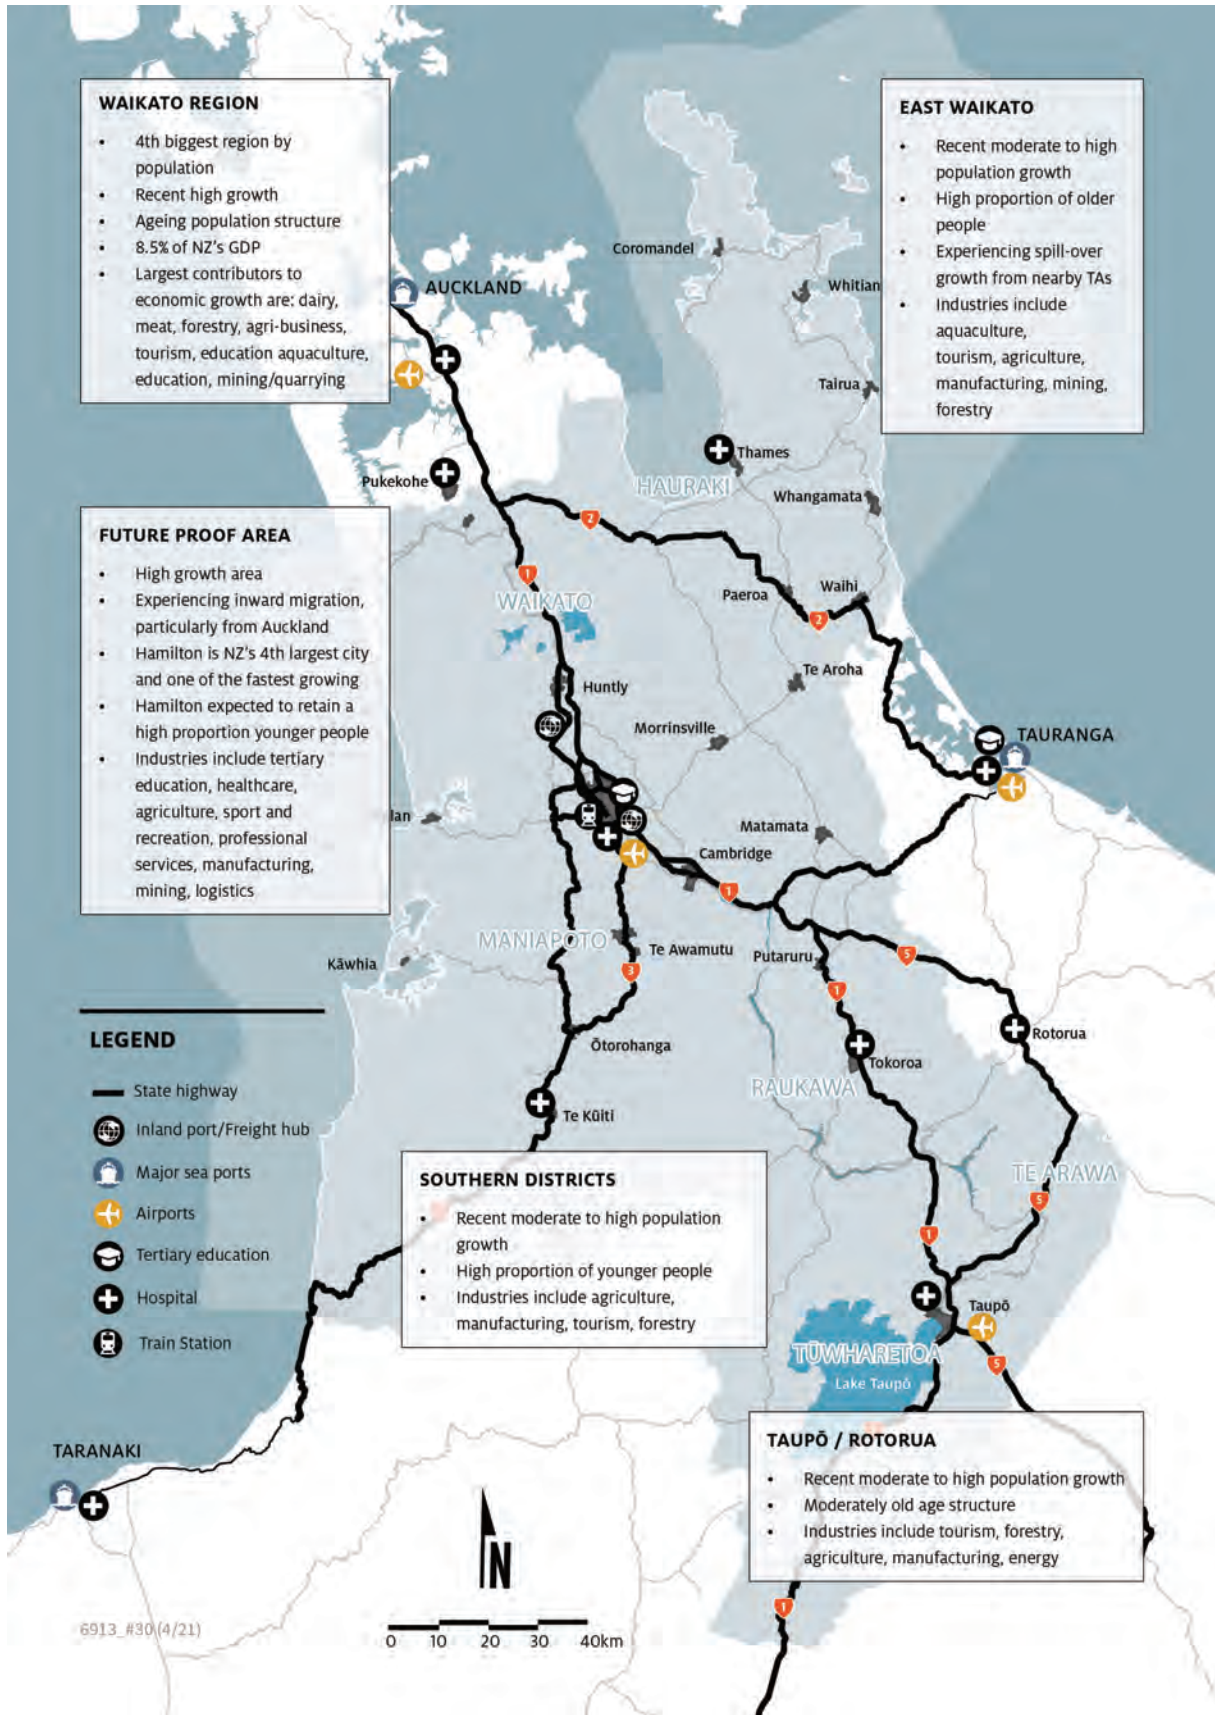 WAIKATO REGION
• 4th biggest region by
population
• Recent high growth
• Ageing population structure
• 8.5% of NZ's GDP
• Largest contributors to
economic growth are: dairy,
meat, forestry, agri-business,
tourism, education aquaculture,
education, mining/quarrying
EAST WAIKATO
• Recent moderate to high
population growth
• High proportion of older
people
• Experiencing spill-over
growth from nearby TAs
• Industries include
aquaculture,
tourism, agriculture,
manufacturing, mining,
forestry
Coromandel
AUCKLAND
Whitian
Tairua
Thames
Pukekohe
HAURAKI
Whangamata
2
FUTURE PROOF AREA
• High growth area
• Experiencing inward migration,
particularly from Auckland
• Hamilton is NZ's 4th largest city
and one of the fastest growing
• Hamilton expected to retain a
high proportion younger people
• Industries include tertiary
education, healthcare,
agriculture, sport and
recreation, professional
services, manufacturing,
mining, logistics
1
WAIKATO
Paeroa
Waihi
2
Te Aroha
Huntly
Morrinsville
TAURANGA
lan
Matamata
Cambridge
1
MANIAPOTO
Te Awamutu
Putaruru
5
Kāwhia
3
1
Rotorua
Ōtorohanga
Tokoroa
RAUKAWA
Te Kūiti
LEGEND
State highway
Inland port/Freight hub
Major sea ports
Airports
Tertiary education
Hospital
Train Station
SOUTHERN DISTRICTS
• Recent moderate to high population
growth
• High proportion of younger people
• Industries include agriculture,
manufacturing, tourism, forestry
TE ARAWA
5
1
Taupō
TŪWHARETOA
5
Lake Taupō
TAUPŌ / ROTORUA
• Recent moderate to high population growth
• Moderately old age structure
• Industries include tourism, forestry,
agriculture, manufacturing, energy
TARANAKI
N
1
6913_#30 (4/21)
0 10 20 30 40km